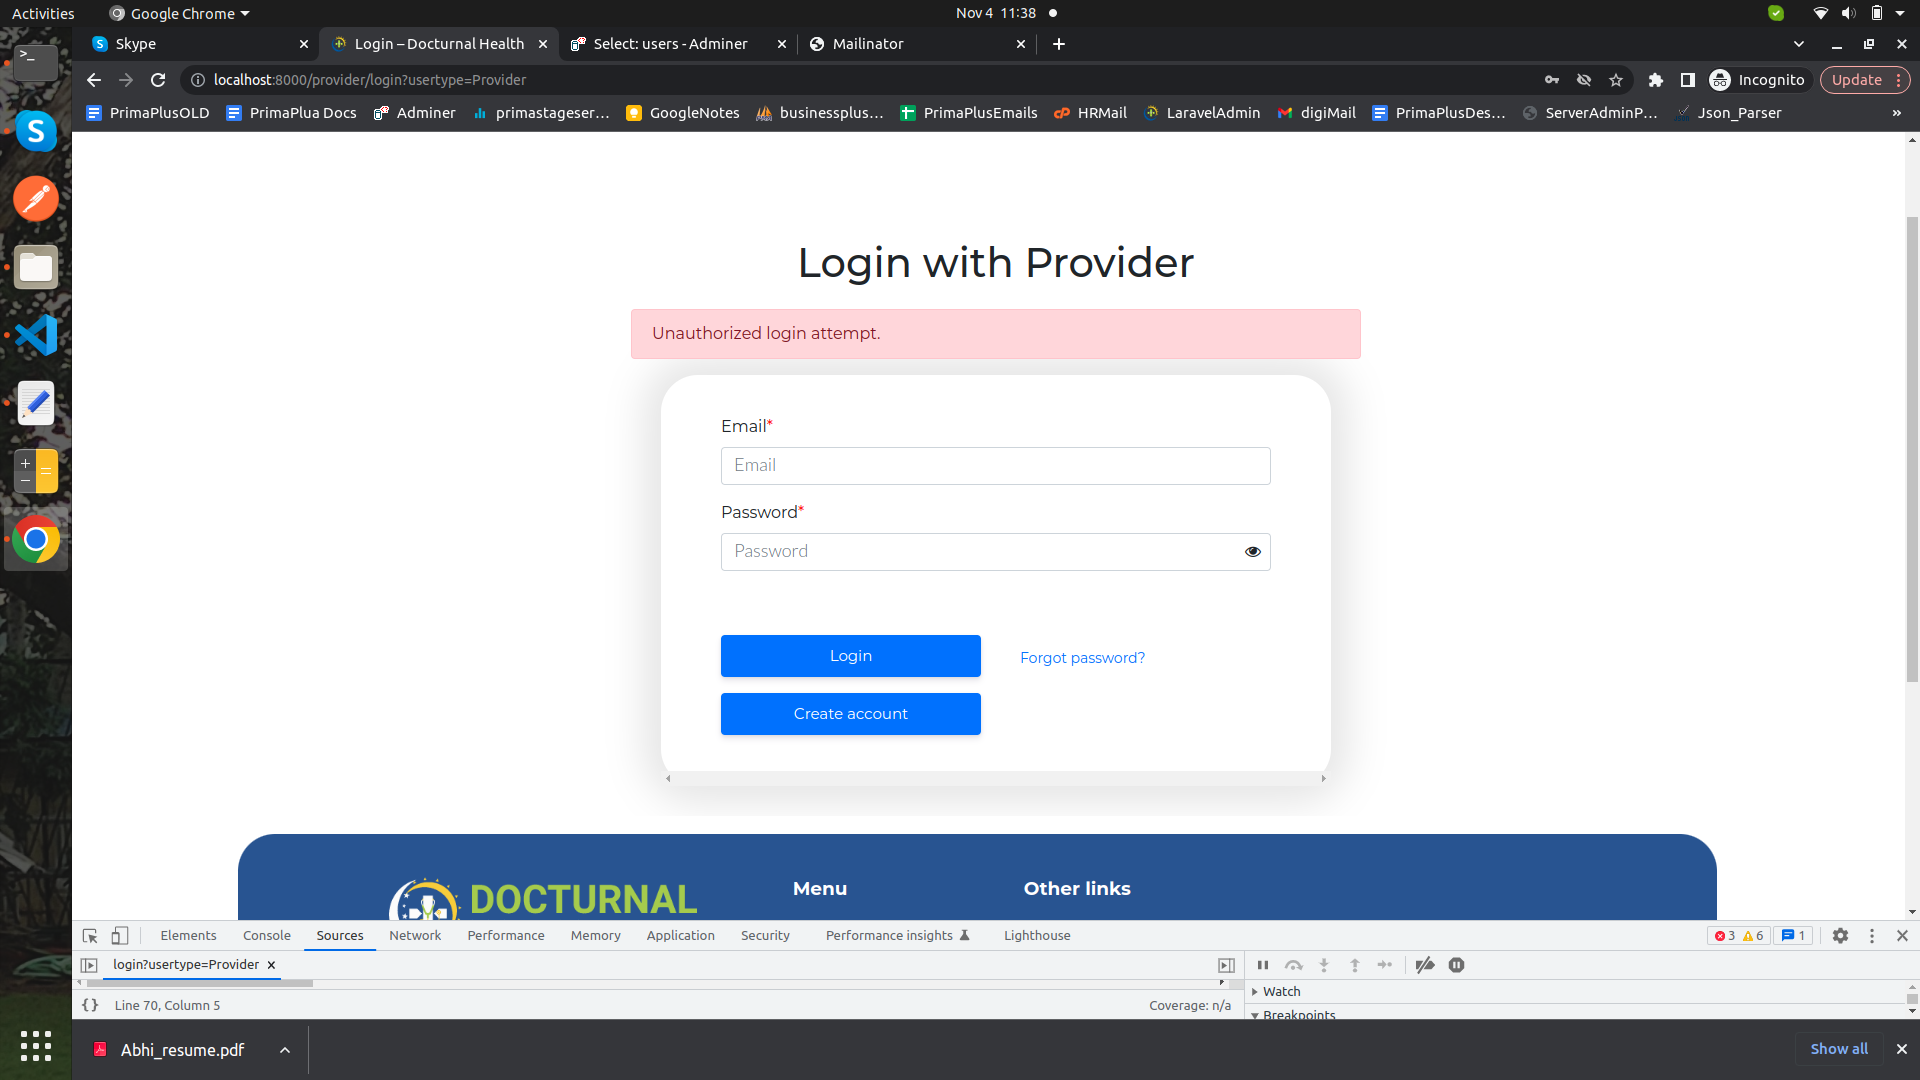 Activities
Google Chrome
Nov 4 11:38
Skype
Login – Docturnal Health
Select: users - Adminer
Mailinator
localhost:8000/provider/login?usertype=Provider
Incognito
Update
PrimaPlusOLD
PrimaPlua Docs
Adminer
primastageser...
GoogleNotes
businessplus...
PrimaPlusEmails
HRMail
LaravelAdmin
digiMail
PrimaPlusDes...
ServerAdminP...
Json_Parser
»
Login with Provider
Unauthorized login attempt.
Email*
Email
Password*
Password
Login
Forgot password?
Create account
DOCTURNAL
Menu
Other links
Elements
Console
Sources
Network
Performance
Memory
Application
Security
Performance insights
Lighthouse
3
6
1
login?usertype=Provider
Watch
{ } Line 70, Column 5
Coverage: n/a
Breakpoints
Abhi_resume.pdf
Show all